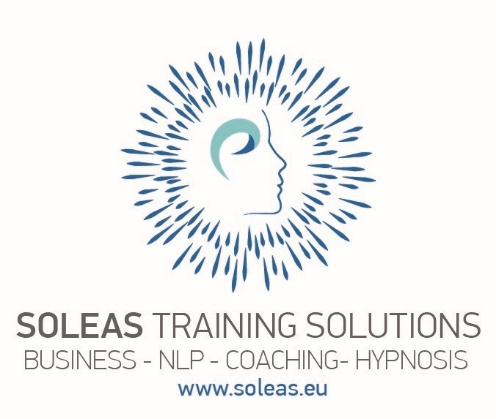 SOLEAS TRAINING SOLUTIONS
BUSINESS - NLP - COACHING- HYPNOSIS
www.soleas.eu